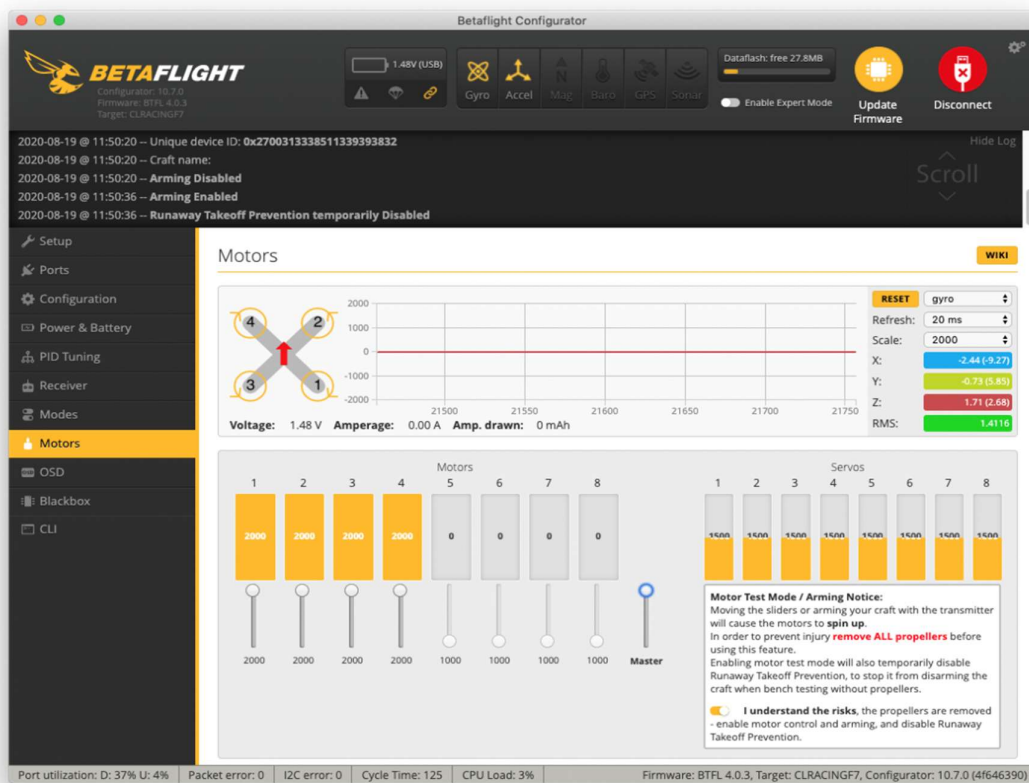 Betaflight Configurator
BETAFLIGHT
Configurator: 10.7.0
Firmware: BTFL 4.0.3
Target: CLRACINGF7
1.48V (USB)
Gyro Accel Mag Baro GPS Sonar
Dataflash: free 27.8MB
Enable Expert Mode
Update Firmware
Disconnect
2020-08-19 @ 11:50:20 -- Unique device ID: 0x2700313338511339393832
Hide Log
2020-08-19 @ 11:50:20 -- Craft name:
2020-08-19 @ 11:50:20 -- Arming Disabled
Scroll
2020-08-19 @ 11:50:36 -- Arming Enabled
2020-08-19 @ 11:50:36 -- Runaway Takeoff Prevention temporarily Disabled
Setup
Ports
Configuration
Power & Battery
PID Tuning
Receiver
Modes
Motors
OSD
Blackbox
CLI
Motors
WIKI
4 2
3 1
2000
1000
0
-1000
-2000
21500 21550 21600 21650 21700 21750
RESET gyro
Refresh: 20 ms
Scale: 2000
X: -2.44 (-9.27)
Y: -0.73 (5.85)
Z: 1.71 (2.68)
RMS: 1.4116
Voltage: 1.48 V Amperage: 0.00 A Amp. drawn: 0 mAh
Motors
1 2 3 4 5 6 7 8
2000 2000 2000 2000 0 0 0 0
2000 2000 2000 2000 1000 1000 1000 1000 Master
Servos
1 2 3 4 5 6 7 8
1500 1500 1500 1500 1500 1500 1500 1500
Motor Test Mode / Arming Notice:
Moving the sliders or arming your craft with the transmitter
will cause the motors to spin up.
In order to prevent injury remove ALL propellers before
using this feature.
Enabling motor test mode will also temporarily disable
Runaway Takeoff Prevention, to stop it from disarming the
craft when bench testing without propellers.
I understand the risks, the propellers are removed
- enable motor control and arming, and disable Runaway
Takeoff Prevention.
Port utilization: D: 37% U: 4% Packet error: 0 I2C error: 0 Cycle Time: 125 CPU Load: 3% Firmware: BTFL 4.0.3, Target: CLRACINGF7, Configurator: 10.7.0 (4f646390)